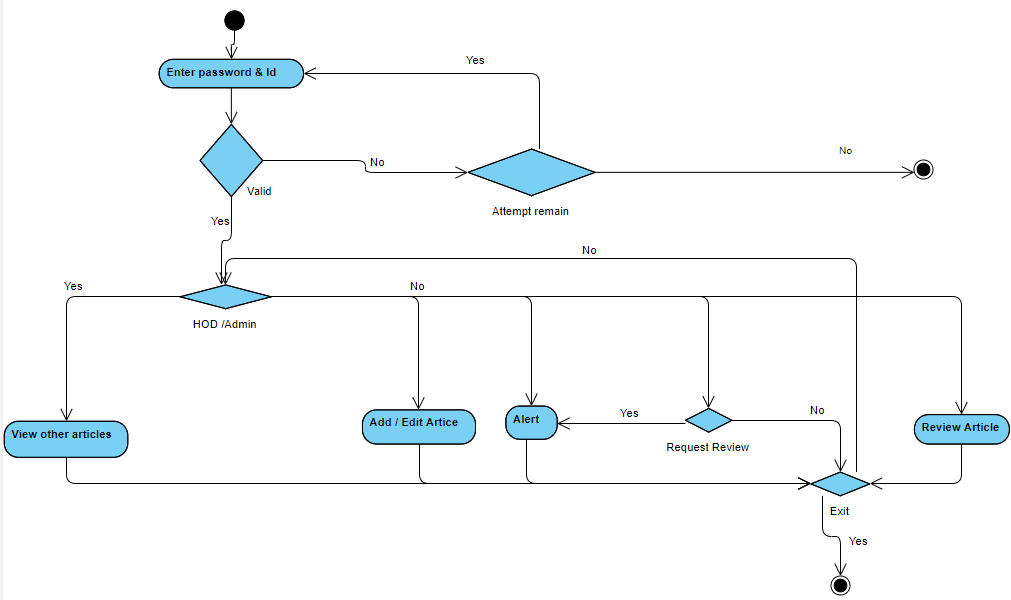 Yes
Enter password & Id
No
No
Valid
Attempt remain
Yes
No
Yes
No
HOD /Admin
Yes
No
Add / Edit Artice
Alert
Review Article
View other articles
Request Review
Exit
Yes